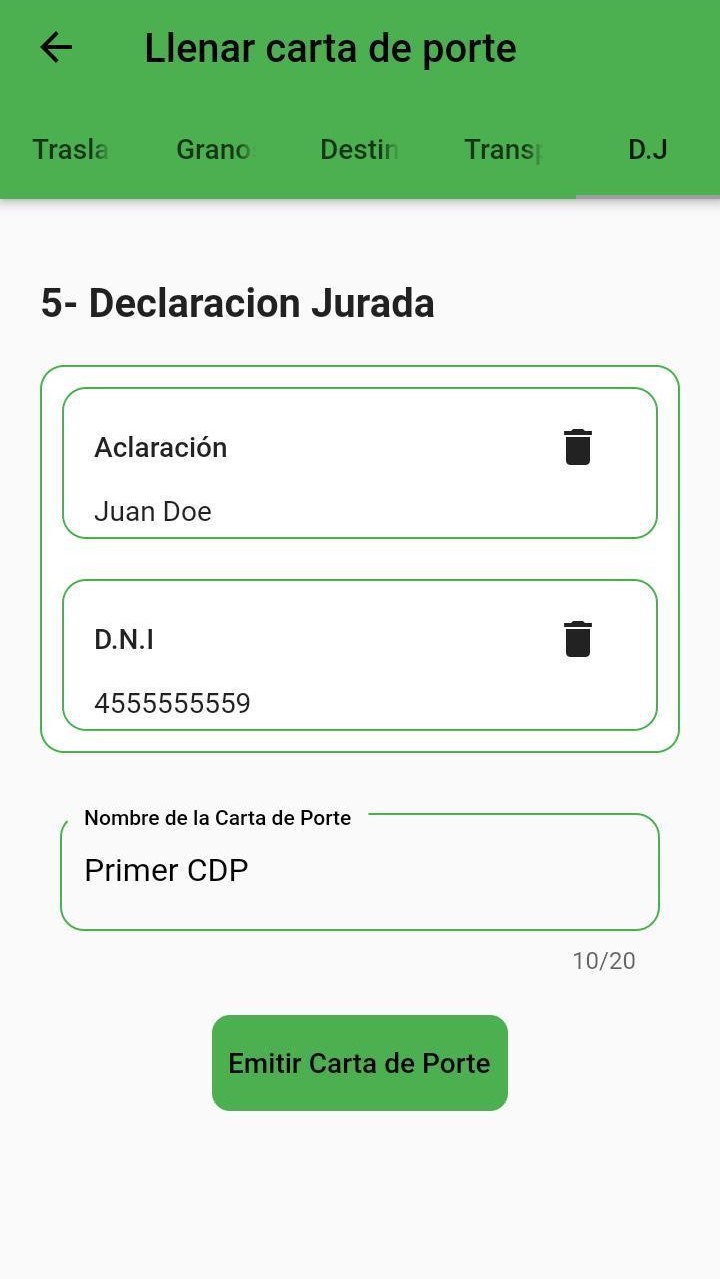 Llenar carta de porte
Trasla Grano Destin Transp D.J
5- Declaracion Jurada
Aclaración
Juan Doe
D.N.I
4555555559
Nombre de la Carta de Porte
Primer CDP
10/20
Emitir Carta de Porte